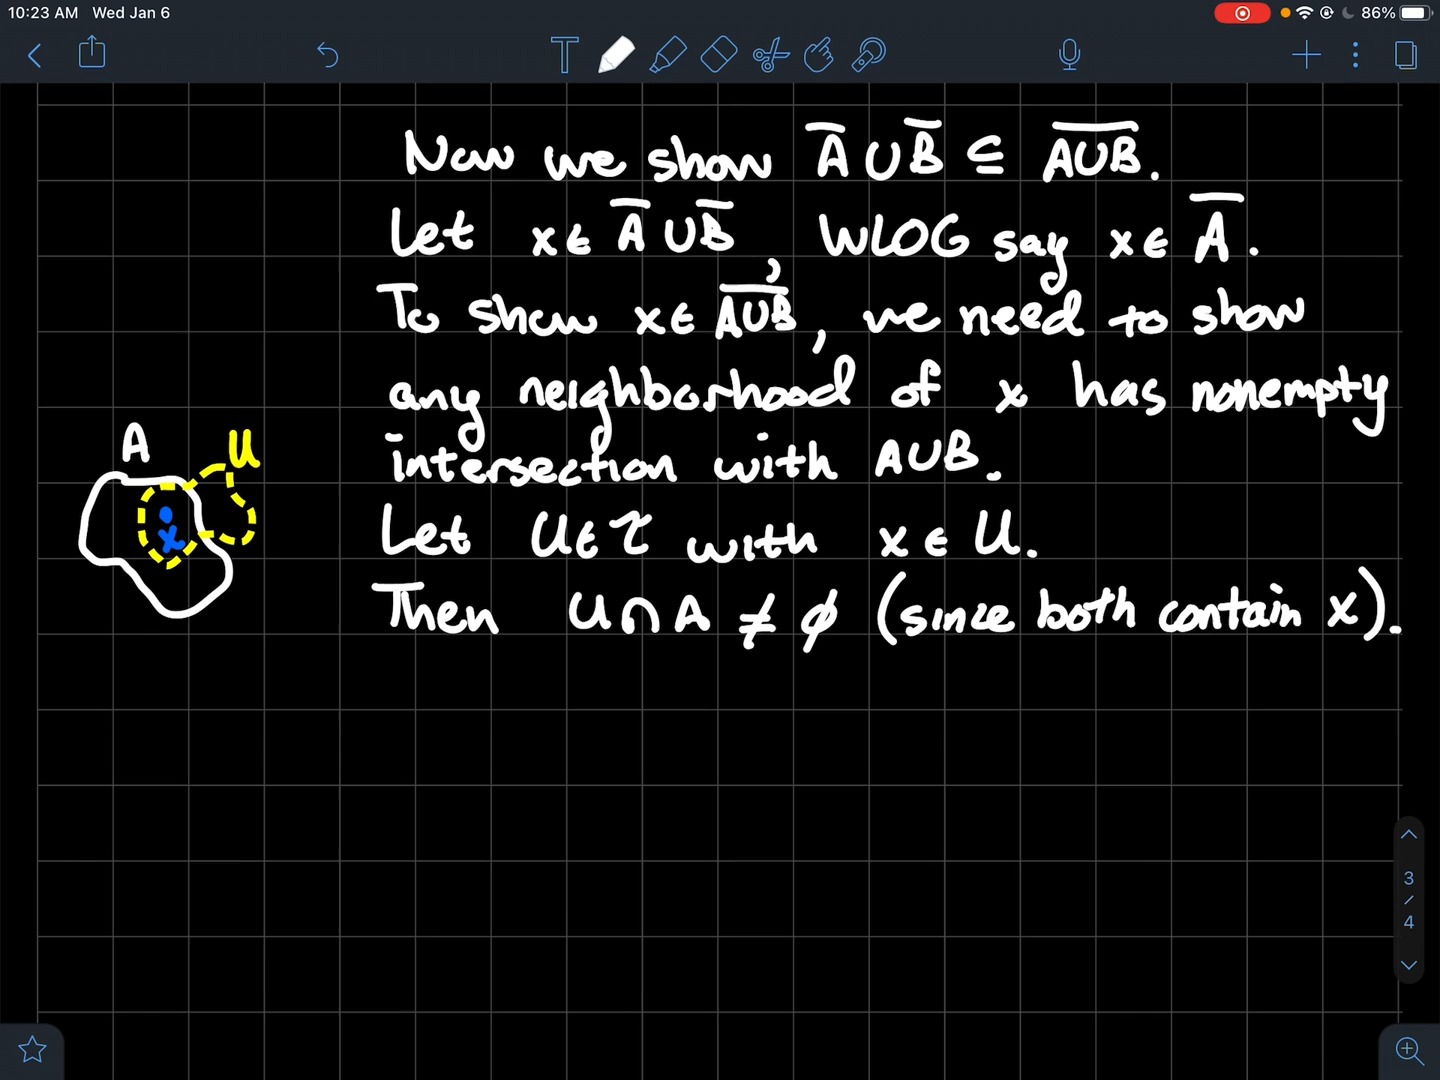 10:23 AM Wed Jan 6
86%
Now we show A̅ ∪ B̅ ⊆ A̅∪̅B̅.
Let x ∈ A̅ ∪ B̅, WLOG say x ∈ A̅.
To show x ∈ A̅∪̅B̅, we need to show
any neighborhood of x has nonempty
intersection with A∪B.
Let U ∈ τ with x ∈ U.
Then U ∩ A ≠ ∅ (since both contain x).
A U
x
3
/
4